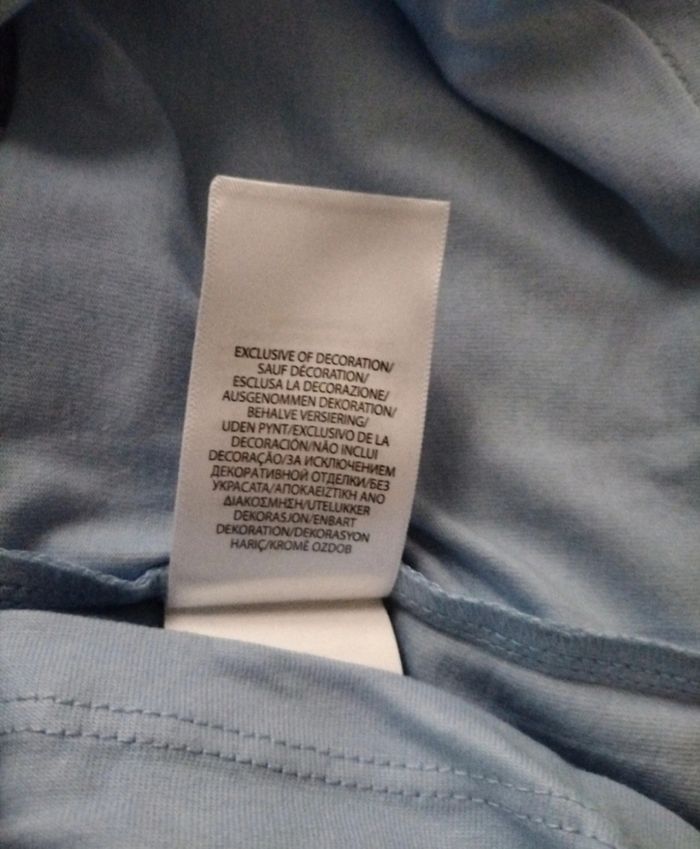 EXCLUSIVE OF DECORATION/
SAUF DÉCORATION/
ESCLUSA LA DECORAZIONE/
AUSGENOMMEN DEKORATION/
BEHALVE VERSIERING/
UDEN PYNT/EXCLUSIVO DE LA
DECORACIÓN/NÃO INCLUI
DECORAÇÃO/ЗА ИСКЛЮЧЕНИЕМ
ДЕКОРАТИВНОЙ ОТДЕЛКИ/БЕЗ
УКРАСАТА/ΑΠΟΚΛΕΙΣΤΙΚΗ ΑΠΟ
ΔΙΑΚΟΣΜΗΣΗ/UTELUKKER
DEKORASJON/ENBART
DEKORATION/DEKORASYON
HARIÇ/KROMĚ OZDOB